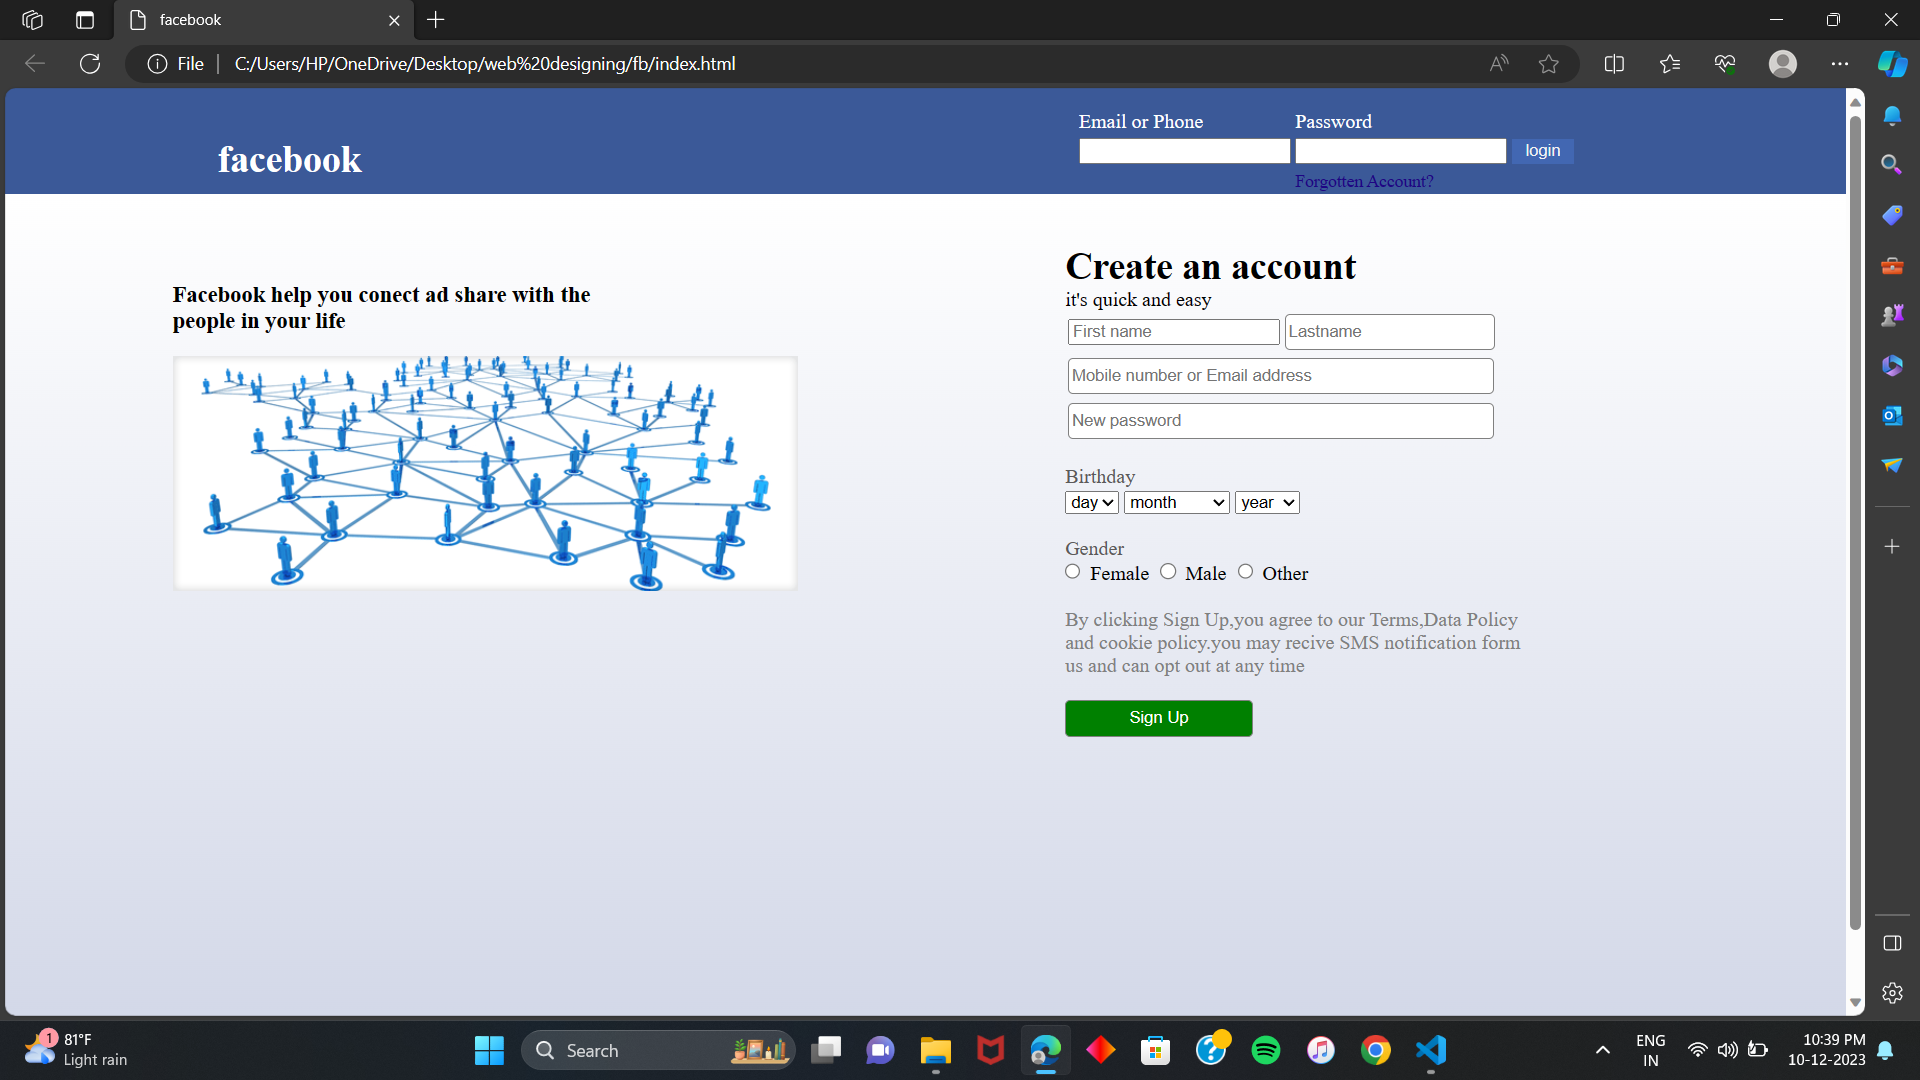 facebook
File
C:/Users/HP/OneDrive/Desktop/web%20designing/fb/index.html
Email or Phone
Password
login
facebook
Forgotten Account?
Create an account
it's quick and easy
First name
Lastname
Mobile number or Email address
New password
Facebook help you conect ad share with the
people in your life
Birthday
day month year
Gender
Female Male Other
By clicking Sign Up,you agree to our Terms,Data Policy
and cookie policy.you may recive SMS notification form
us and can opt out at any time
Sign Up
1
81°F
Light rain
Search
ENG
IN
10:39 PM
10-12-2023